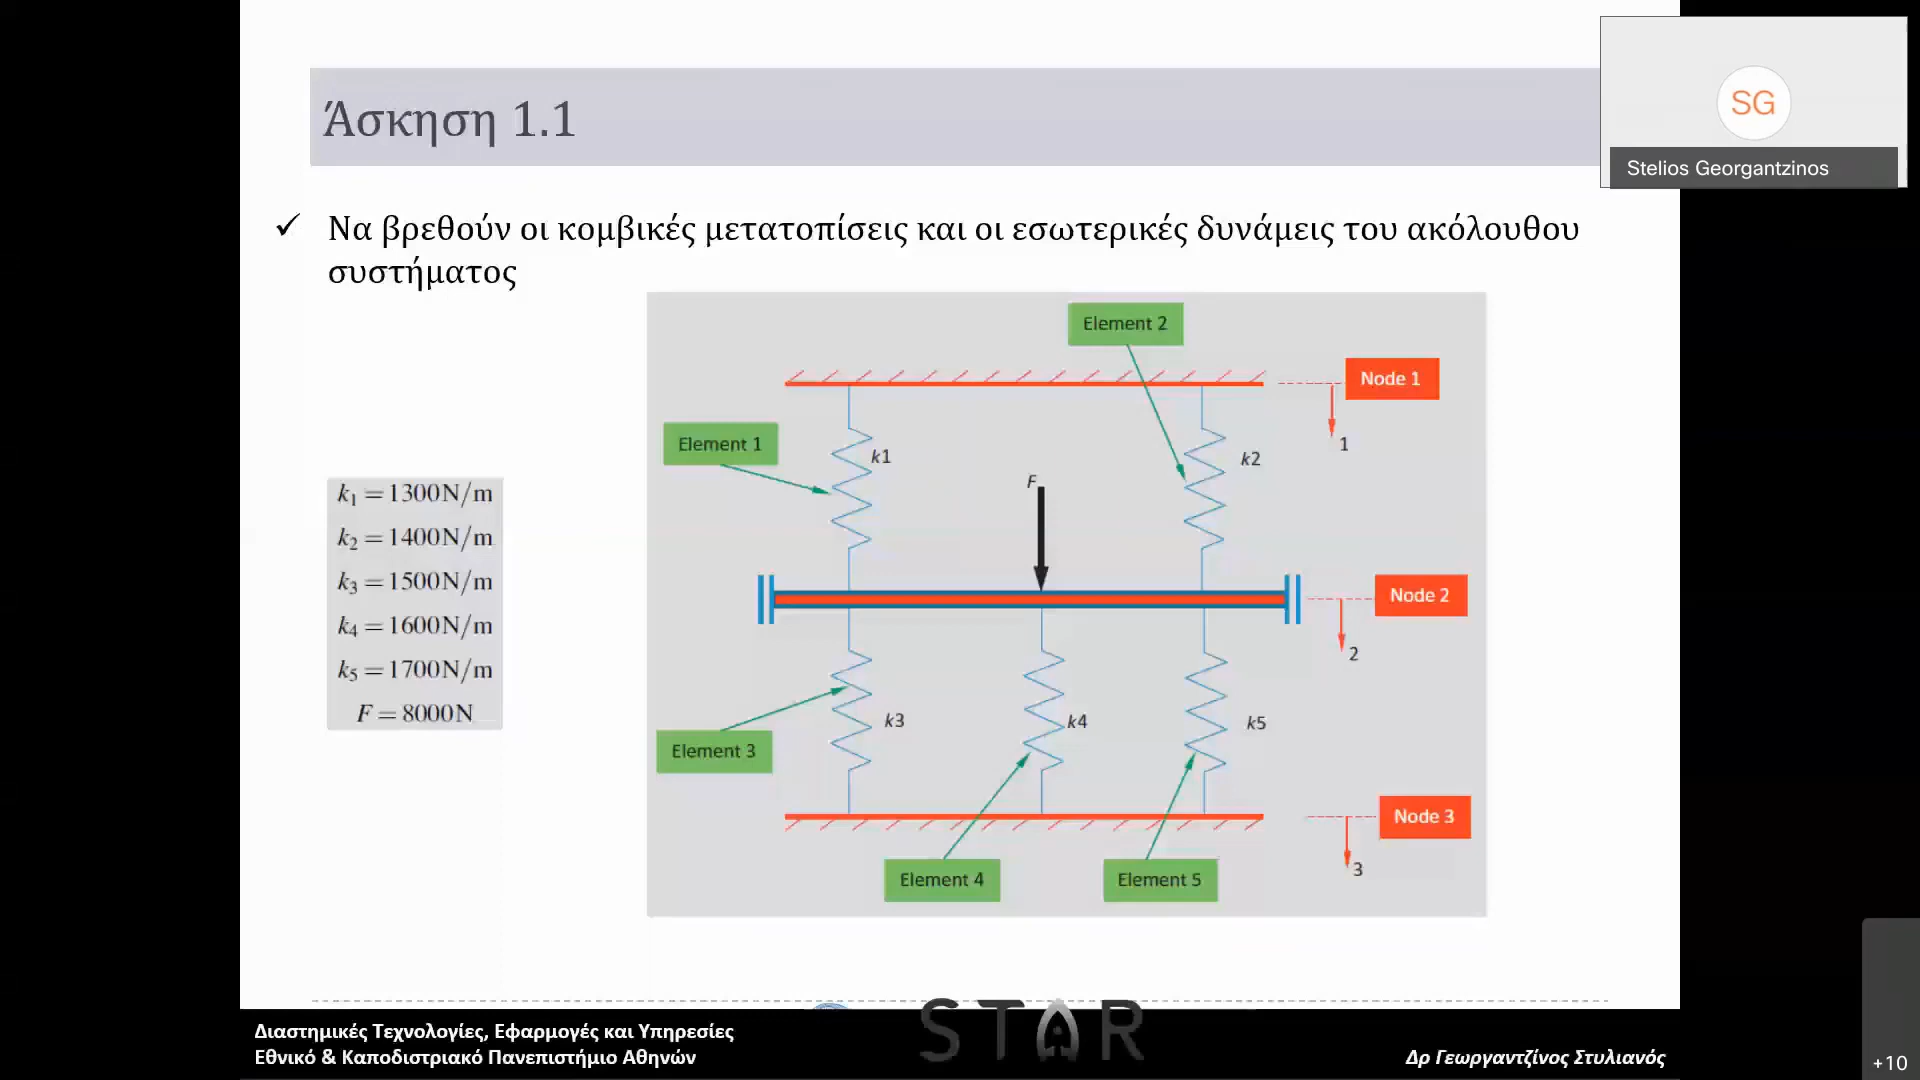 Άσκηση 1.1
SG
Stelios Georgantzinos
✓ Να βρεθούν οι κομβικές μετατοπίσεις και οι εσωτερικές δυνάμεις του ακόλουθου
συστήματος
k₁ = 1300N/m
k₂ = 1400N/m
k₃ = 1500N/m
k₄ = 1600N/m
k₅ = 1700N/m
F = 8000N
Element 2
Node 1
1
Element 1
k1
k2
F
Node 2
2
k3
k4
k5
Element 3
Node 3
3
Element 4
Element 5
STAR
Διαστημικές Τεχνολογίες, Εφαρμογές και Υπηρεσίες
Εθνικό & Καποδιστριακό Πανεπιστήμιο Αθηνών
Δρ Γεωργαντζίνος Στυλιανός
+10